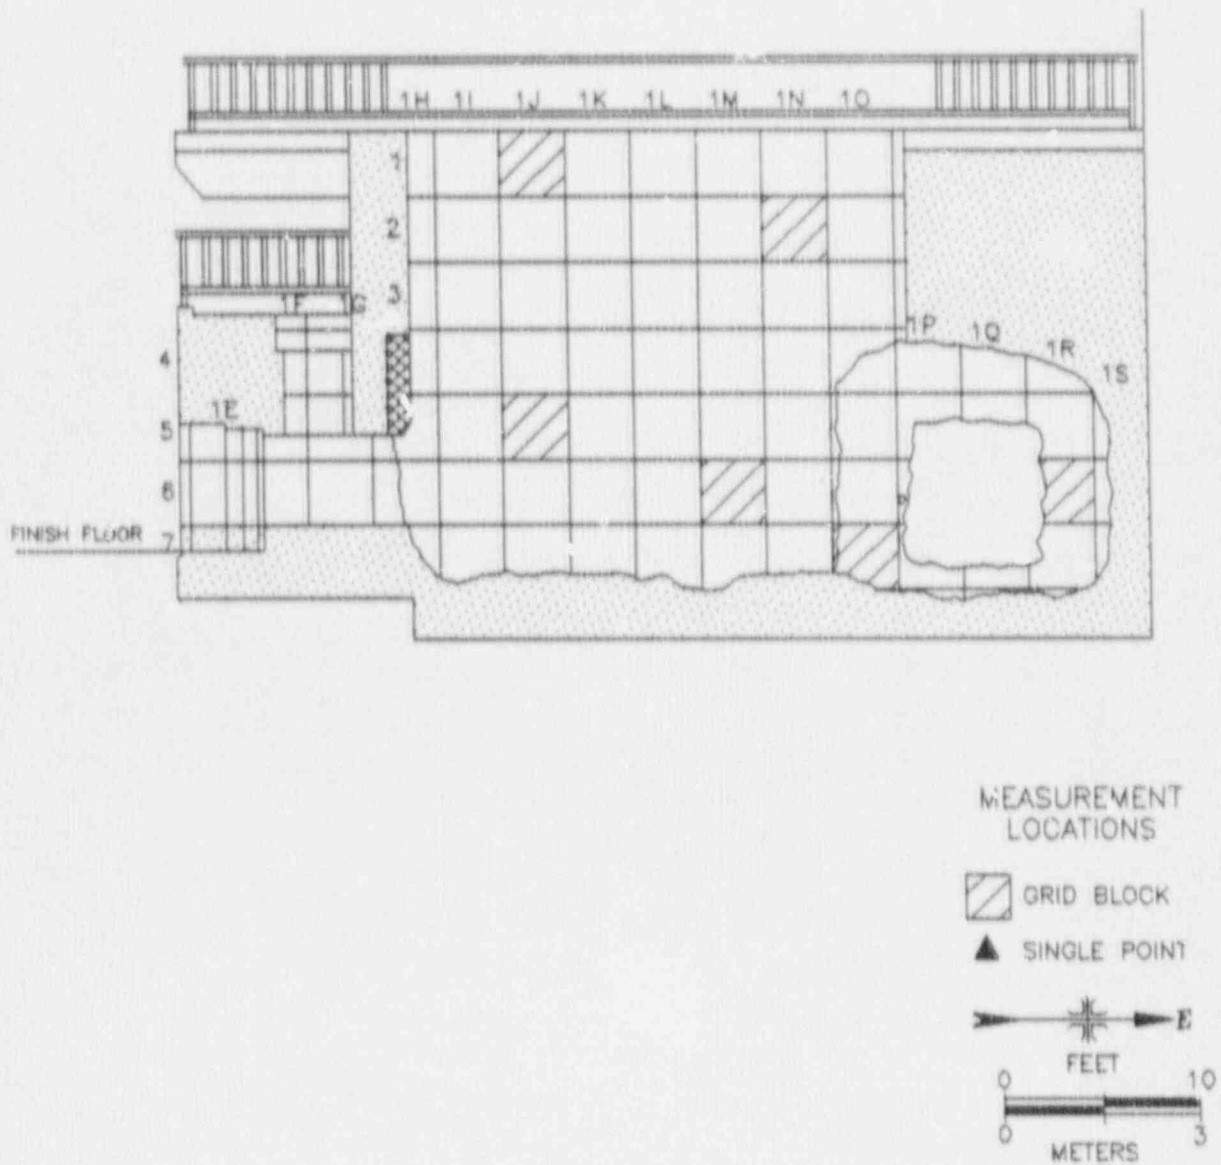 1H 1I 1J 1K 1L 1M 1N 1O
1
2
3
1F 1G
1P 1Q 1R 1S
4
1E
5
6
7
FINISH FLOOR
MEASUREMENT
LOCATIONS
GRID BLOCK
SINGLE POINT
E
FEET
0 10
0 3
METERS